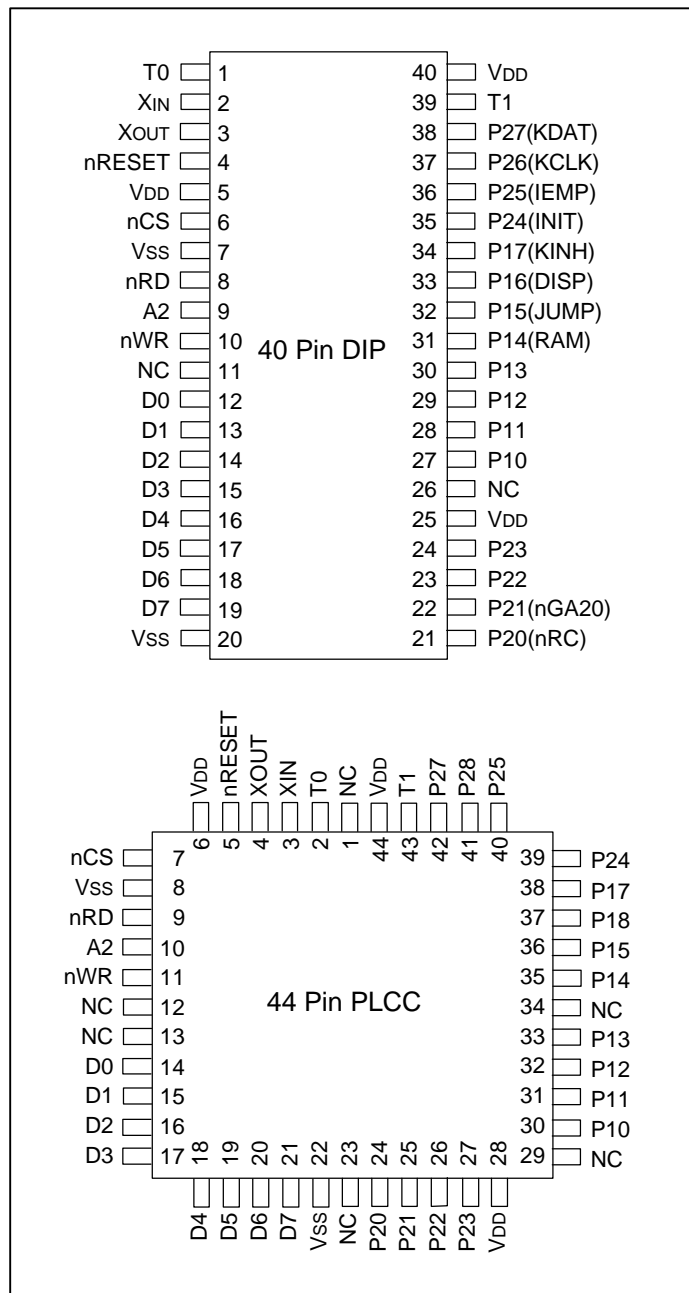 T0 1 40 VDD
XIN 2 39 T1
XOUT 3 38 P27(KDAT)
nRESET 4 37 P26(KCLK)
VDD 5 36 P25(IEMP)
nCS 6 35 P24(INIT)
VSS 7 34 P17(KINH)
nRD 8 33 P16(DISP)
A2 9 32 P15(JUMP)
nWR 10 31 P14(RAM)
40 Pin DIP
NC 11 30 P13
D0 12 29 P12
D1 13 28 P11
D2 14 27 P10
D3 15 26 NC
D4 16 25 VDD
D5 17 24 P23
D6 18 23 P22
D7 19 22 P21(nGA20)
VSS 20 21 P20(nRC)
VDD nRESET XOUT XIN T0 NC VDD T1 P27 P28 P25
6 5 4 3 2 1 44 43 42 41 40
nCS 7 39 P24
VSS 8 38 P17
nRD 9 37 P18
A2 10 36 P15
nWR 11 35 P14
NC 12 34 NC
44 Pin PLCC
NC 13 33 P13
D0 14 32 P12
D1 15 31 P11
D2 16 30 P10
D3 17 29 NC
18 19 20 21 22 23 24 25 26 27 28
D4 D5 D6 D7 VSS NC P20 P21 P22 P23 VDD